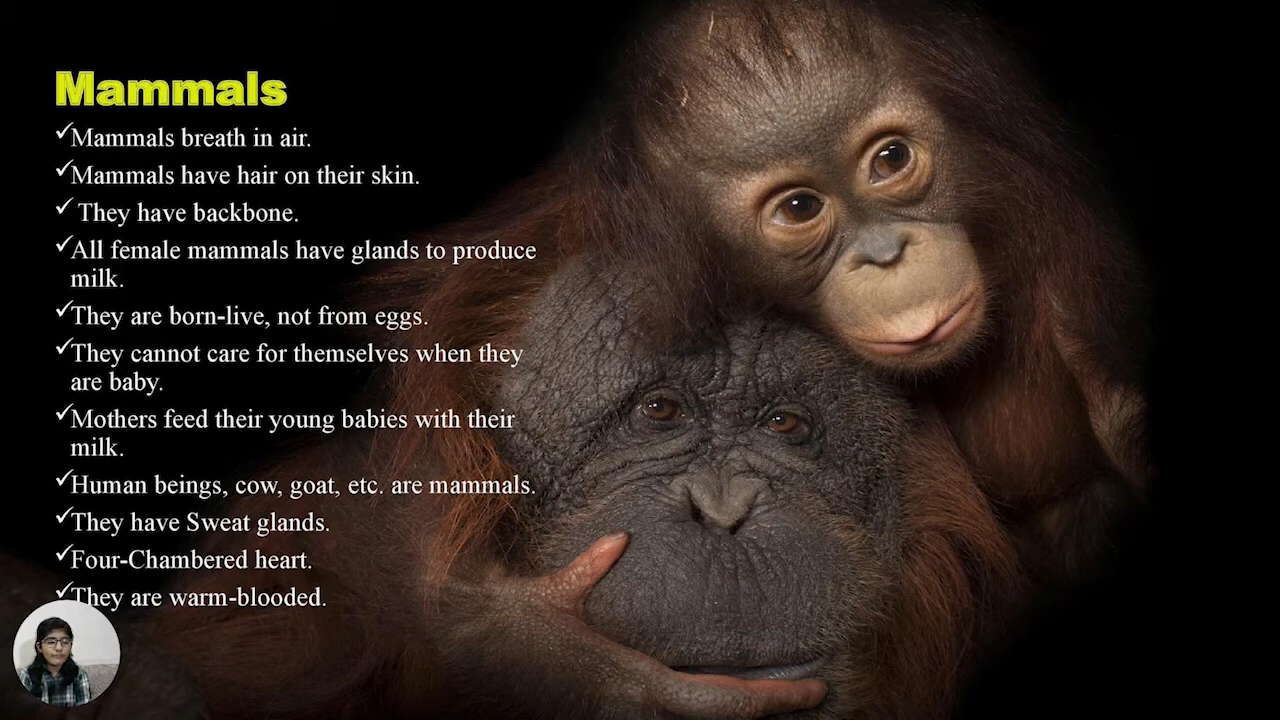 Mammals
✓Mammals breath in air.
✓Mammals have hair on their skin.
✓ They have backbone.
✓All female mammals have glands to produce
milk.
✓They are born-live, not from eggs.
✓They cannot care for themselves when they
are baby.
✓Mothers feed their young babies with their
milk.
✓Human beings, cow, goat, etc. are mammals.
✓They have Sweat glands.
✓Four-Chambered heart.
✓They are warm-blooded.